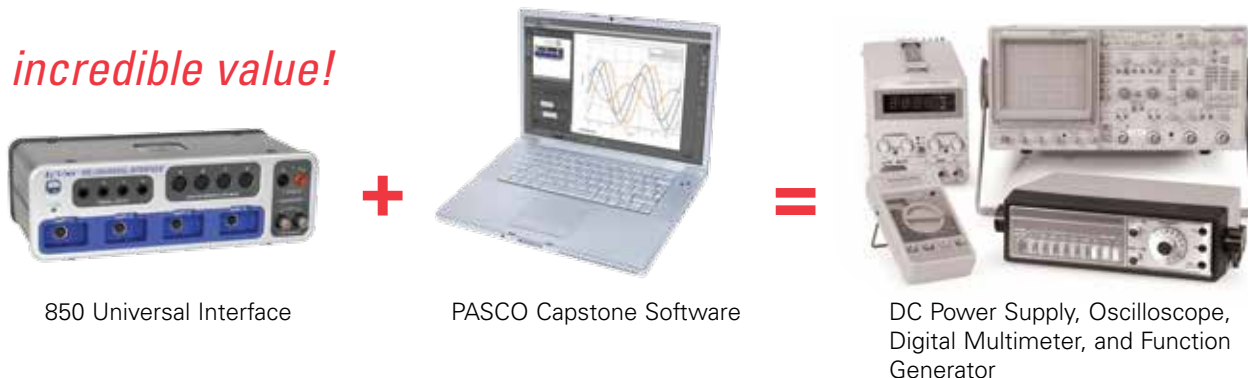 incredible value!
+
=
850 Universal Interface
PASCO Capstone Software
DC Power Supply, Oscilloscope,
Digital Multimeter, and Function
Generator